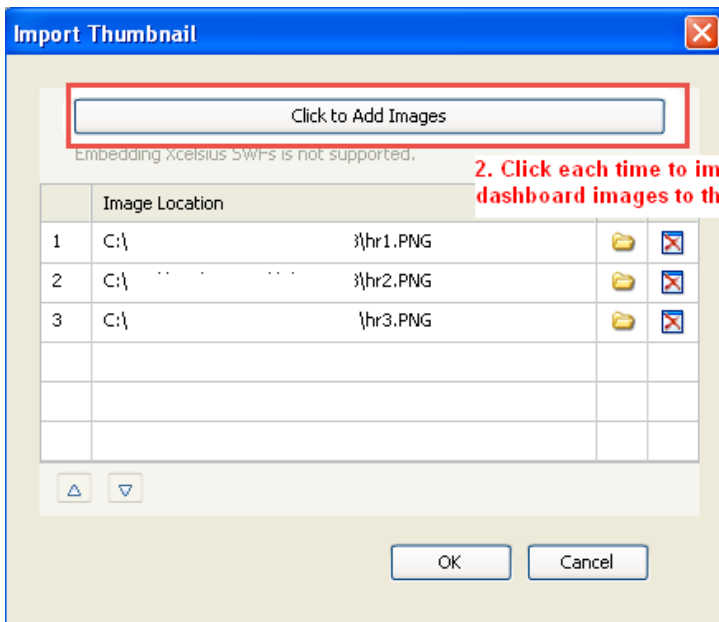 Import Thumbnail
Click to Add Images
Embedding Xcelsius SWFs is not supported.
2. Click each time to im
dashboard images to th
Image Location
1 C:\ \hr1.PNG
2 C:\ \hr2.PNG
3 C:\ \hr3.PNG
OK Cancel